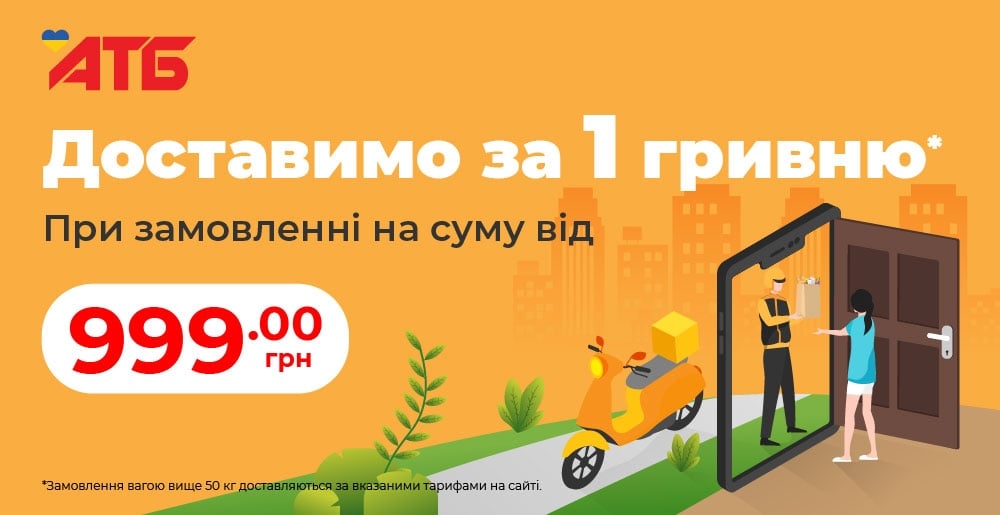 АТБ
Доставимо за 1 гривню*
При замовленні на суму від
999.00
грн
*Замовлення вагою вище 50 кг доставляються за вказаними тарифами на сайті.